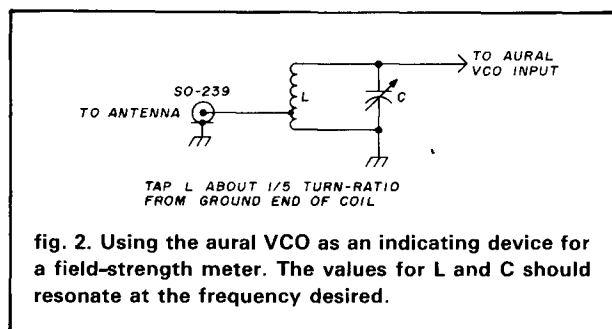 TO AURAL
VCO INPUT
SO-239
TO ANTENNA
L
C
TAP L ABOUT 1/5 TURN-RATIO
FROM GROUND END OF COIL
fig. 2. Using the aural VCO as an indicating device for
a field-strength meter. The values for L and C should
resonate at the frequency desired.